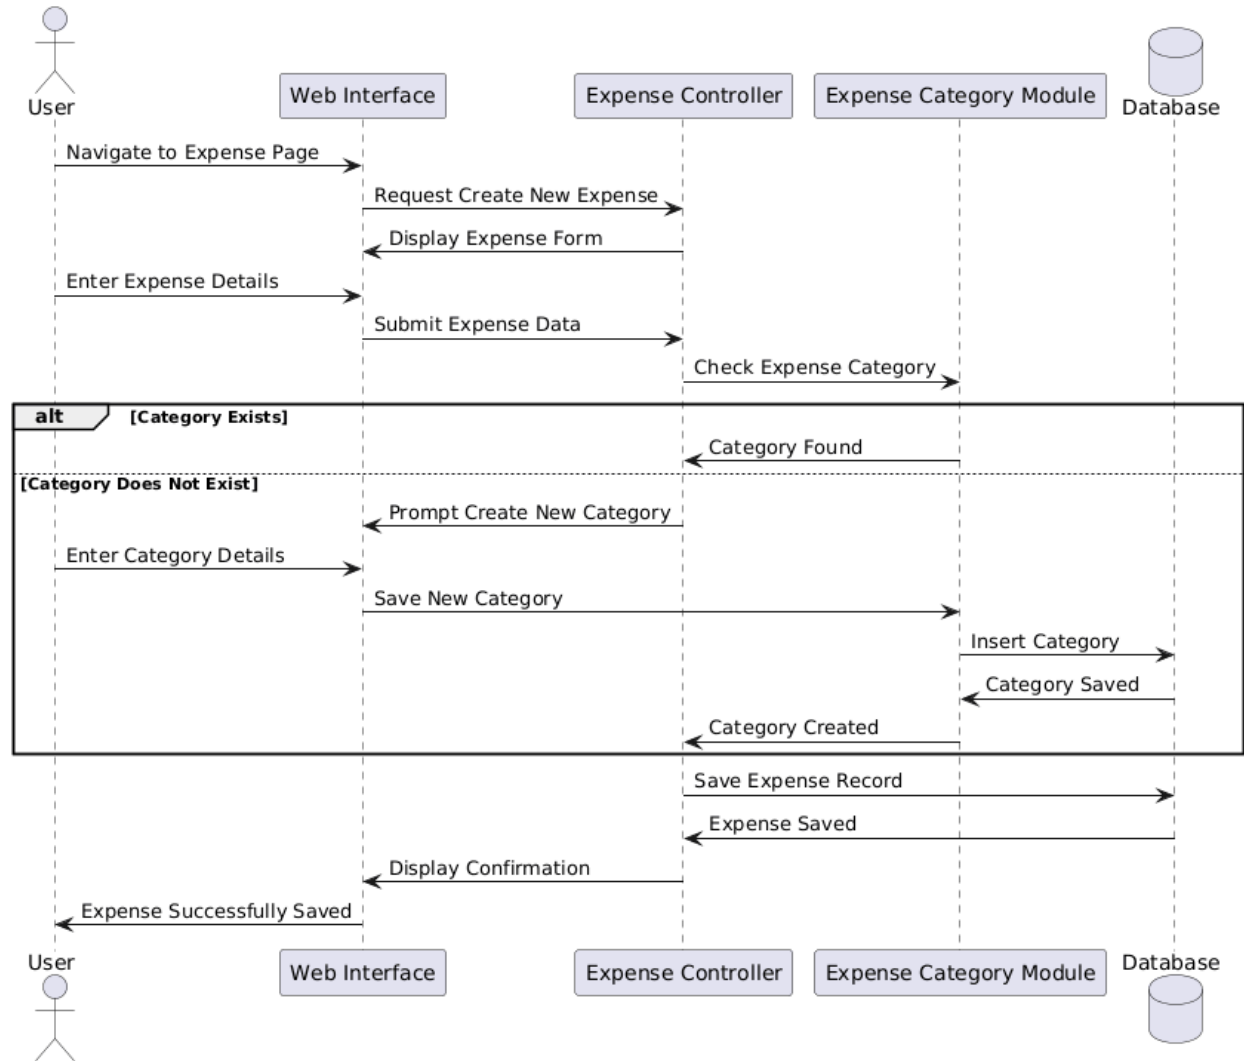 User
Web Interface
Expense Controller
Expense Category Module
Database
Navigate to Expense Page
Request Create New Expense
Display Expense Form
Enter Expense Details
Submit Expense Data
Check Expense Category
alt [Category Exists]
Category Found
[Category Does Not Exist]
Prompt Create New Category
Enter Category Details
Save New Category
Insert Category
Category Saved
Category Created
Save Expense Record
Expense Saved
Display Confirmation
Expense Successfully Saved
User
Web Interface
Expense Controller
Expense Category Module
Database